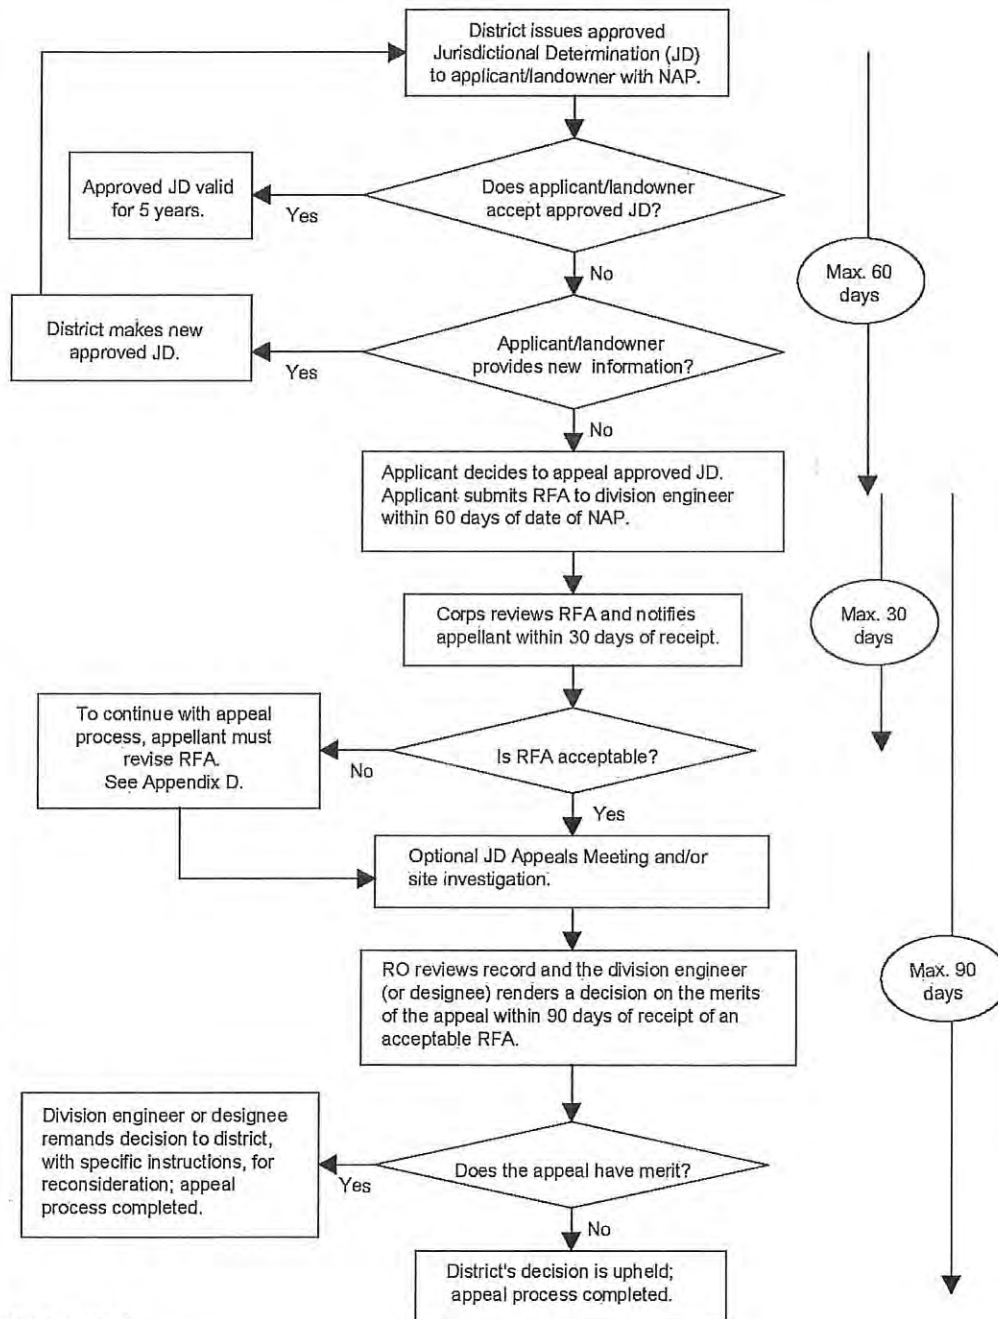 District issues approved
Jurisdictional Determination (JD)
to applicant/landowner with NAP.
Does applicant/landowner
accept approved JD?
Yes
Approved JD valid
for 5 years.
No
Max. 60
days
Applicant/landowner
provides new information?
Yes
District makes new
approved JD.
No
Applicant decides to appeal approved JD.
Applicant submits RFA to division engineer
within 60 days of date of NAP.
Corps reviews RFA and notifies
appellant within 30 days of receipt.
Max. 30
days
Is RFA acceptable?
No
To continue with appeal
process, appellant must
revise RFA.
See Appendix D.
Yes
Optional JD Appeals Meeting and/or
site investigation.
RO reviews record and the division engineer
(or designee) renders a decision on the merits
of the appeal within 90 days of receipt of an
acceptable RFA.
Max. 90
days
Does the appeal have merit?
Yes
Division engineer or designee
remands decision to district,
with specific instructions, for
reconsideration; appeal
process completed.
No
District's decision is upheld;
appeal process completed.